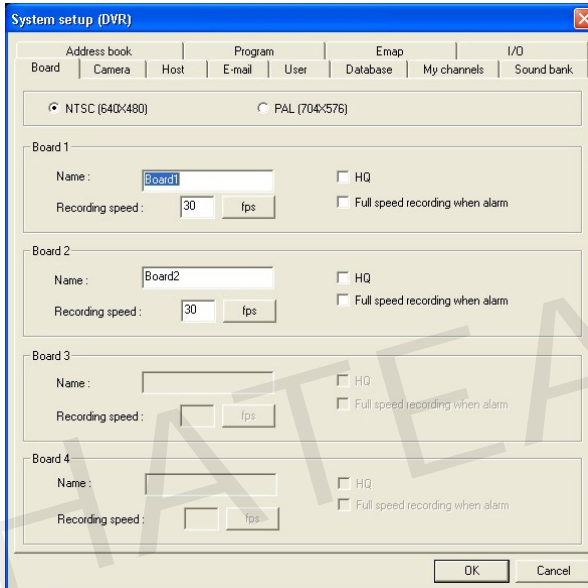 System setup (DVR)
Address book Program Emap I/O
Board Camera Host E-mail User Database My channels Sound bank
NTSC (640X480) PAL (704X576)
Board 1
Name : Board1 HQ
Recording speed : 30 fps Full speed recording when alarm
Board 2
Name : Board2 HQ
Recording speed : 30 fps Full speed recording when alarm
Board 3
Name : HQ
Recording speed : fps Full speed recording when alarm
Board 4
Name : HQ
Recording speed : fps Full speed recording when alarm
OK Cancel
HATEA